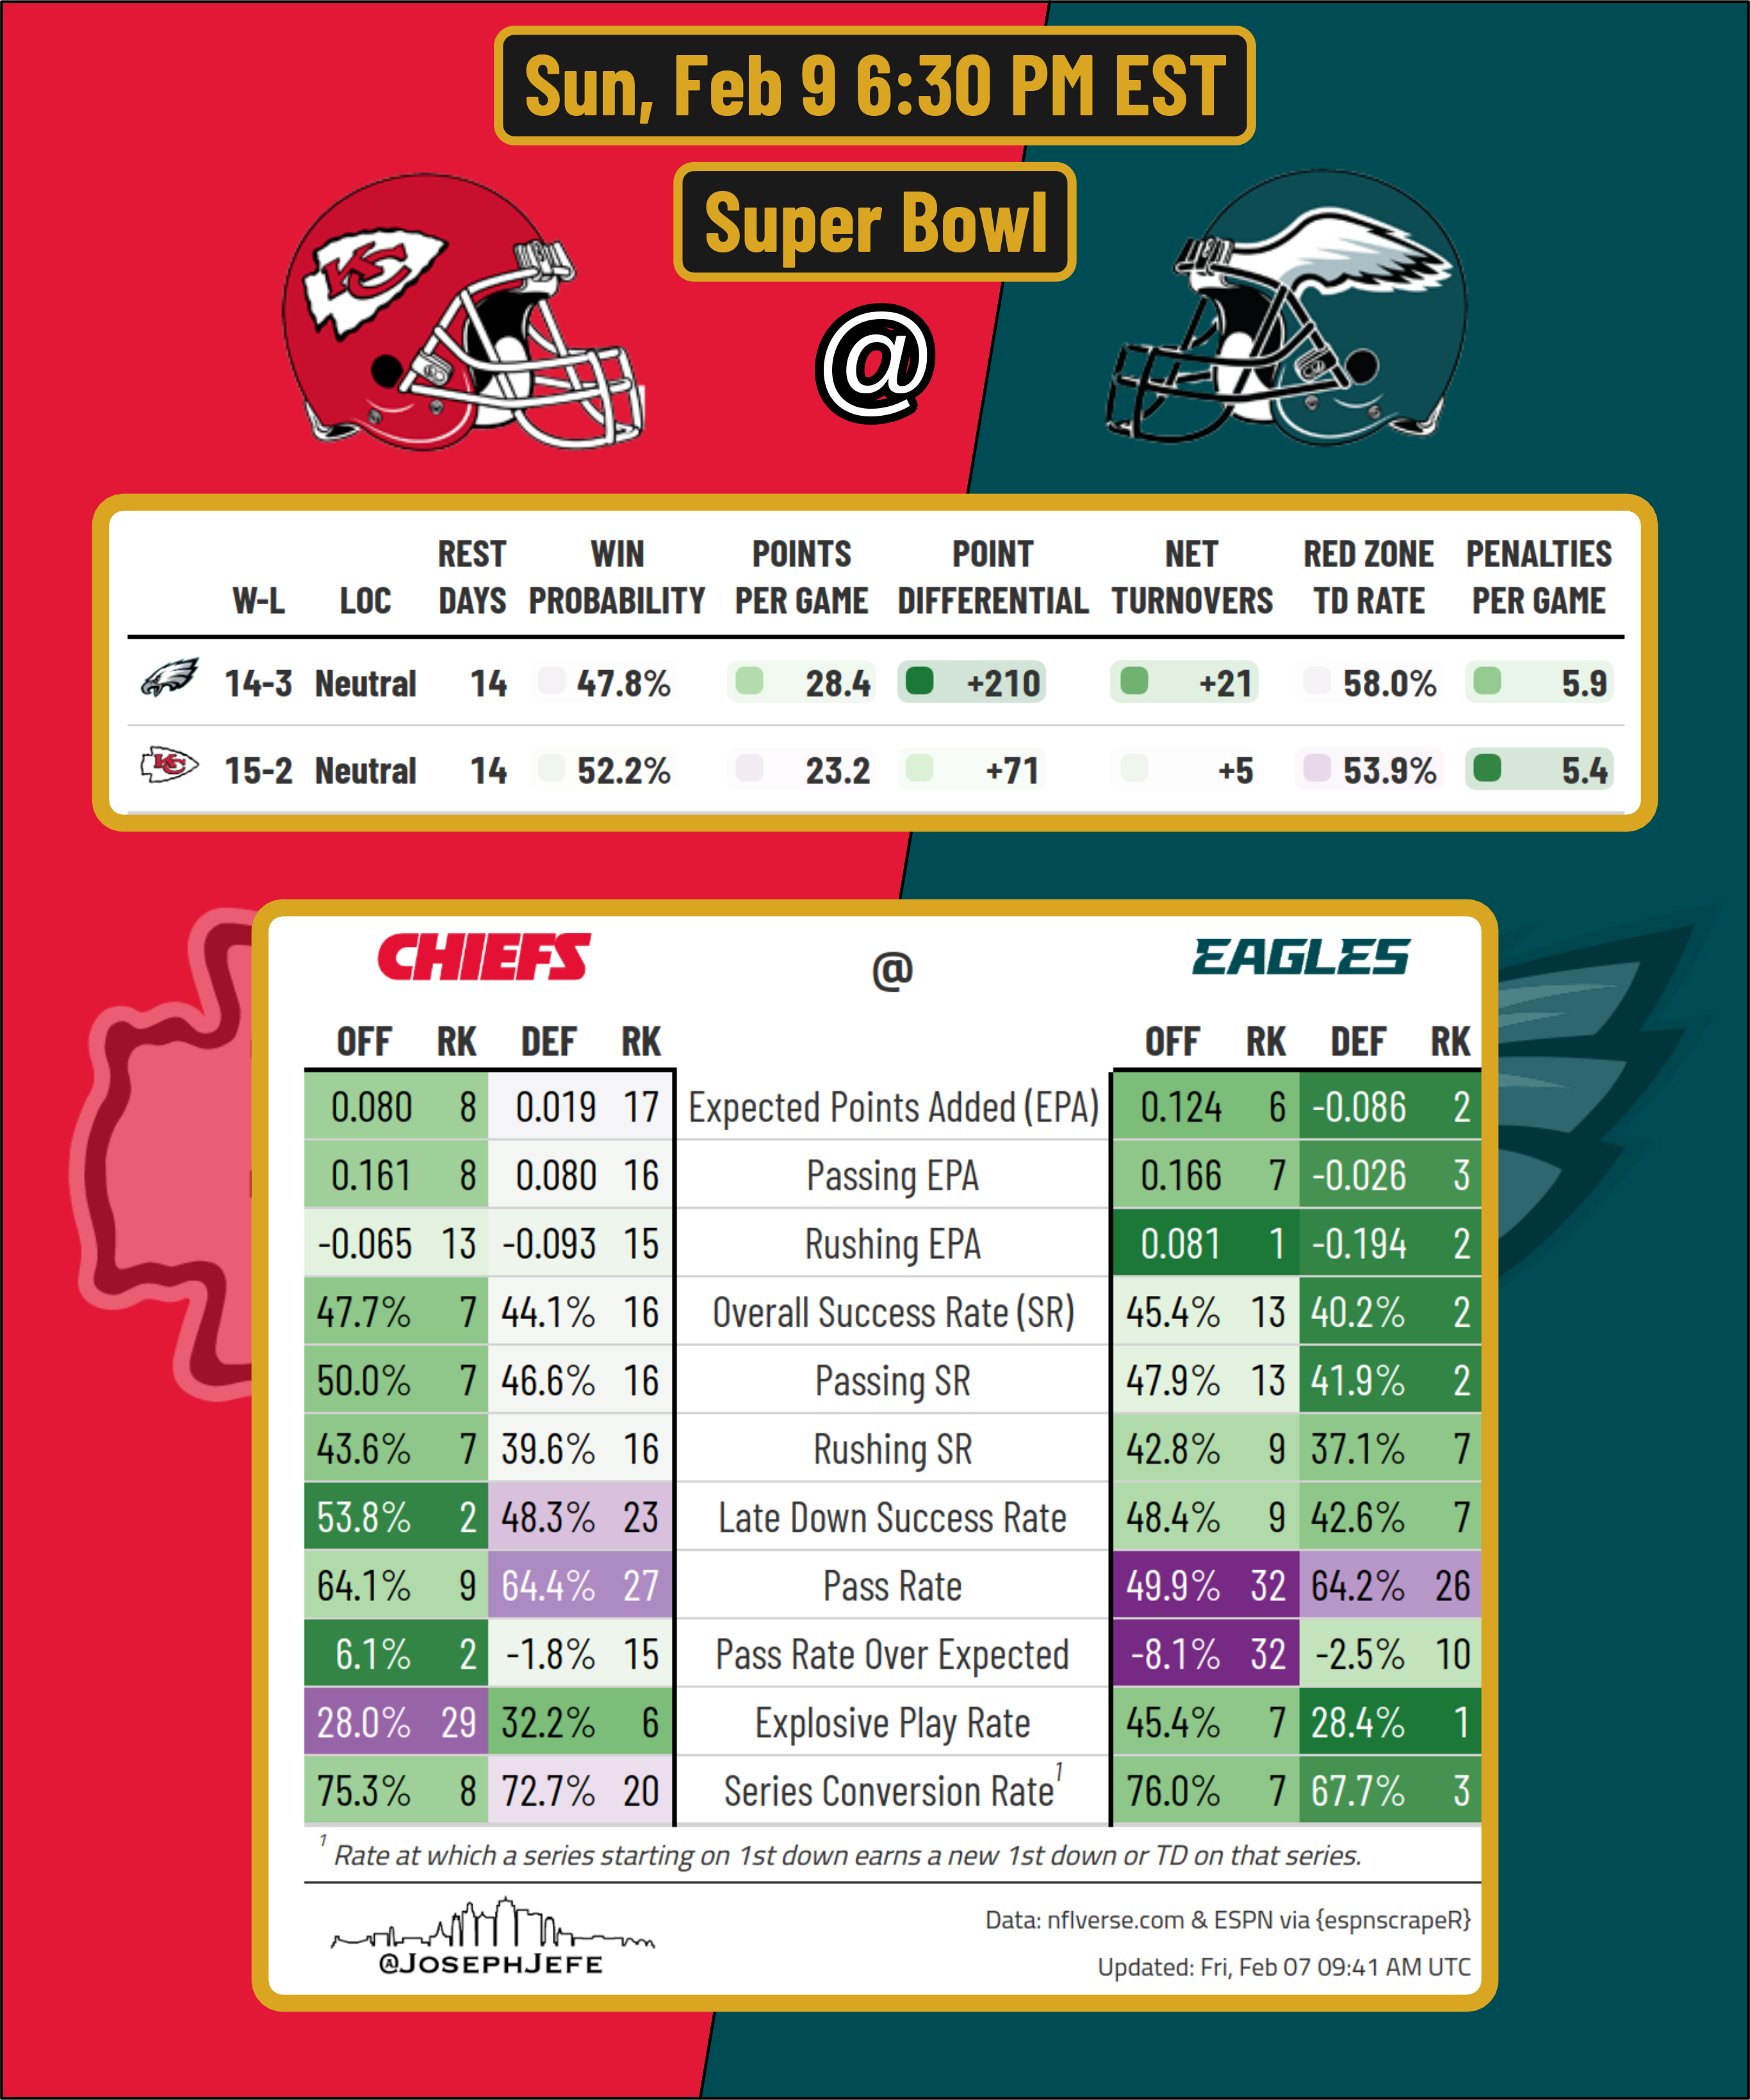 Sun, Feb 9 6:30 PM EST
Super Bowl
KC
@
REST WIN POINTS POINT NET RED ZONE PENALTIES
W-L LOC DAYS PROBABILITY PER GAME DIFFERENTIAL TURNOVERS TD RATE PER GAME
14-3 Neutral 14 47.8% 28.4 +210 +21 58.0% 5.9
KC 15-2 Neutral 14 52.2% 23.2 +71 +5 53.9% 5.4
CHIEFS @ EAGLES
OFF RK DEF RK OFF RK DEF RK
0.080 8 0.019 17 Expected Points Added (EPA) 0.124 6 -0.086 2
0.161 8 0.080 16 Passing EPA 0.166 7 -0.026 3
-0.065 13 -0.093 15 Rushing EPA 0.081 1 -0.194 2
47.7% 7 44.1% 16 Overall Success Rate (SR) 45.4% 13 40.2% 2
50.0% 7 46.6% 16 Passing SR 47.9% 13 41.9% 2
43.6% 7 39.6% 16 Rushing SR 42.8% 9 37.1% 7
53.8% 2 48.3% 23 Late Down Success Rate 48.4% 9 42.6% 7
64.1% 9 64.4% 27 Pass Rate 49.9% 32 64.2% 26
6.1% 2 -1.8% 15 Pass Rate Over Expected -8.1% 32 -2.5% 10
28.0% 29 32.2% 6 Explosive Play Rate 45.4% 7 28.4% 1
75.3% 8 72.7% 20 Series Conversion Rate1 76.0% 7 67.7% 3
1 Rate at which a series starting on 1st down earns a new 1st down or TD on that series.
@JOSEPHJEFE
Data: nflverse.com & ESPN via {espnscrapeR}
Updated: Fri, Feb 07 09:41 AM UTC